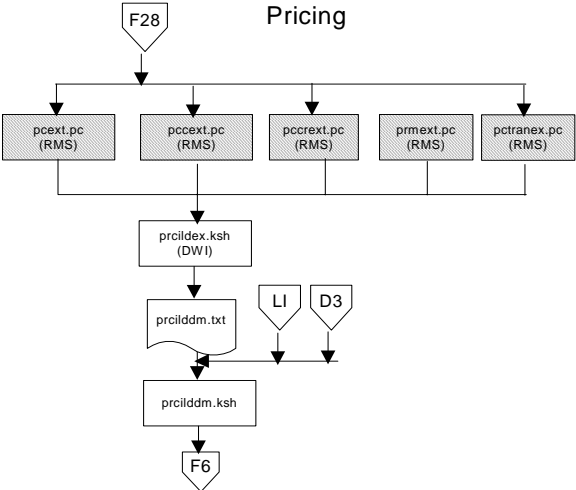 Pricing
F28
pcext.pc
(RMS)
pccext.pc
(RMS)
pccrext.pc
(RMS)
prmext.pc
(RMS)
pctranex.pc
(RMS)
prcildex.ksh
(DWI)
prcilddm.txt
LI
D3
prcilddm.ksh
F6